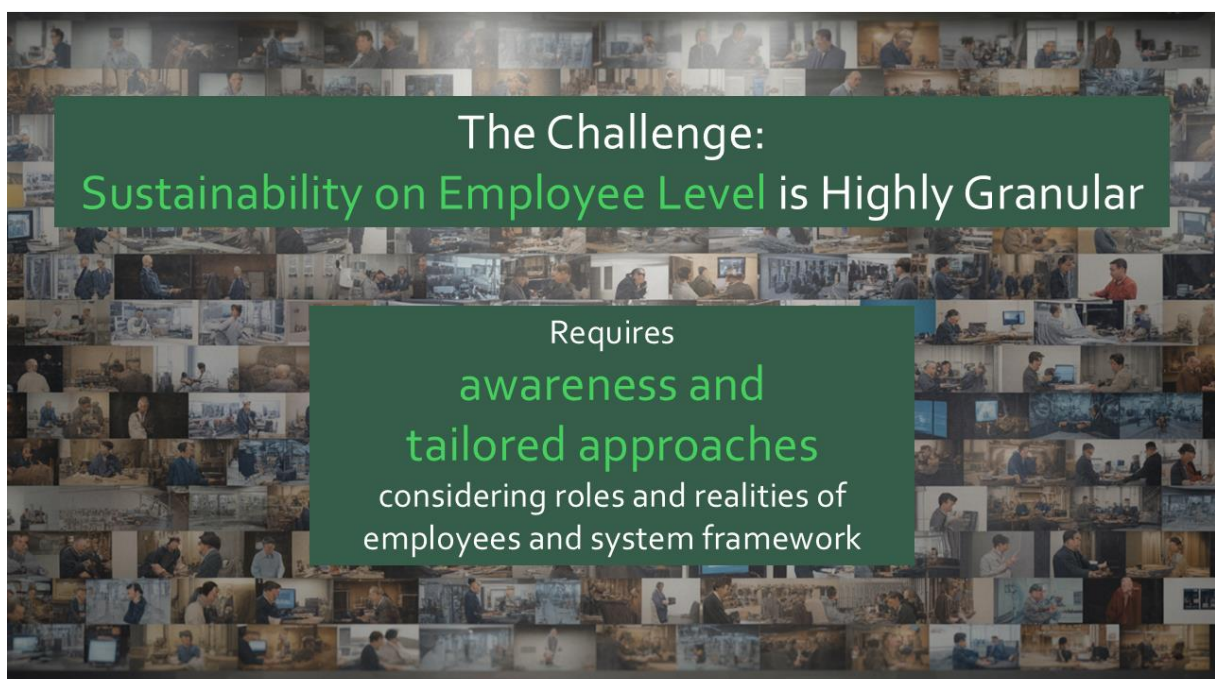 The Challenge:
Sustainability on Employee Level is Highly Granular
Requires
awareness and
tailored approaches
considering roles and realities of
employees and system framework